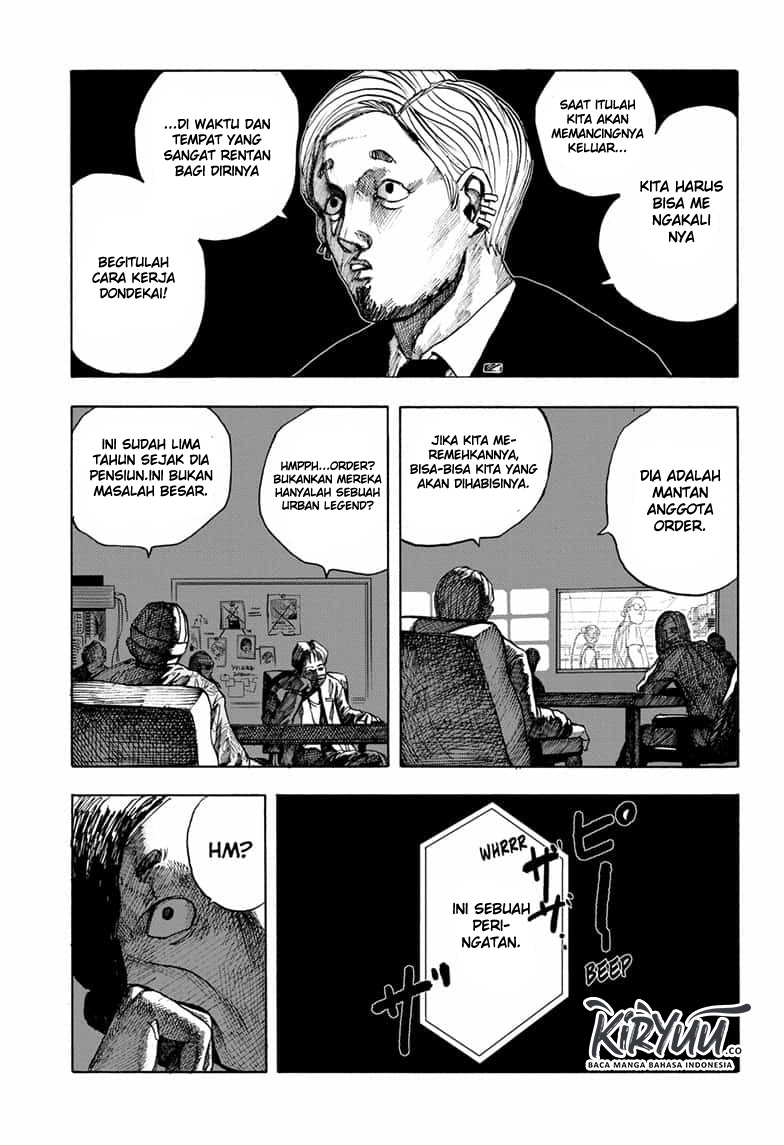 KITA HARUS
BISA ME
NGAKALI
NYA
SAAT ITULAH
KITA AKAN
MEMANCINGNYA
KELUAR...
...DI WAKTU DAN
TEMPAT YANG
SANGAT RENTAN
BAGI DIRINYA
BEGITULAH
CARA KERJA
DONDEKAI!
DIA ADALAH
MANTAN
ANGGOTA
ORDER.
JIKA KITA ME-
REMEHKANNYA,
BISA-BISA KITA YANG
AKAN DIHABISINYA.
HMPPH...ORDER?
BUKANKAN MEREKA
HANYALAH SEBUAH
URBAN LEGEND?
INI SUDAH LIMA
TAHUN SEJAK DIA
PENSIUN.INI BUKAN
MASALAH BESAR.
ピー
BEEP
WHRRR
ザザ
ザ
INI SEBUAH
PERI-
NGATAN.
HM?
KIRYUU.co
BACA MANGA BAHASA INDONESIA